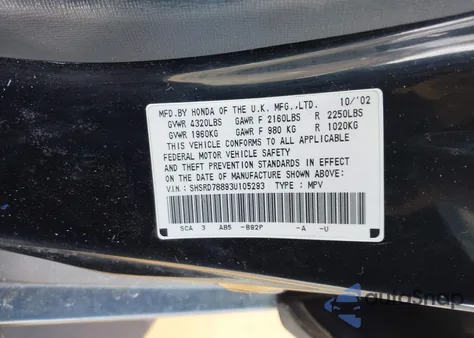 MFD.BY HONDA OF THE U.K. MFG.,LTD. 10/'02
GVWR 4320LBS GAWR F 2160LBS R 2250LBS
GVWR 1960KG GAWR F 980 KG R 1020KG
THIS VEHICLE CONFORMS TO ALL APPLICABLE
FEDERAL MOTOR VEHICLE SAFETY
AND THEFT PREVENTION STANDARDS IN EFFECT
ON THE DATE OF MANUFACTURE SHOWN ABOVE.
V.I.N.: SHSRD78893U105293 TYPE : MPV
SCA 3 AB5 -B92P -A -U
autoSnap